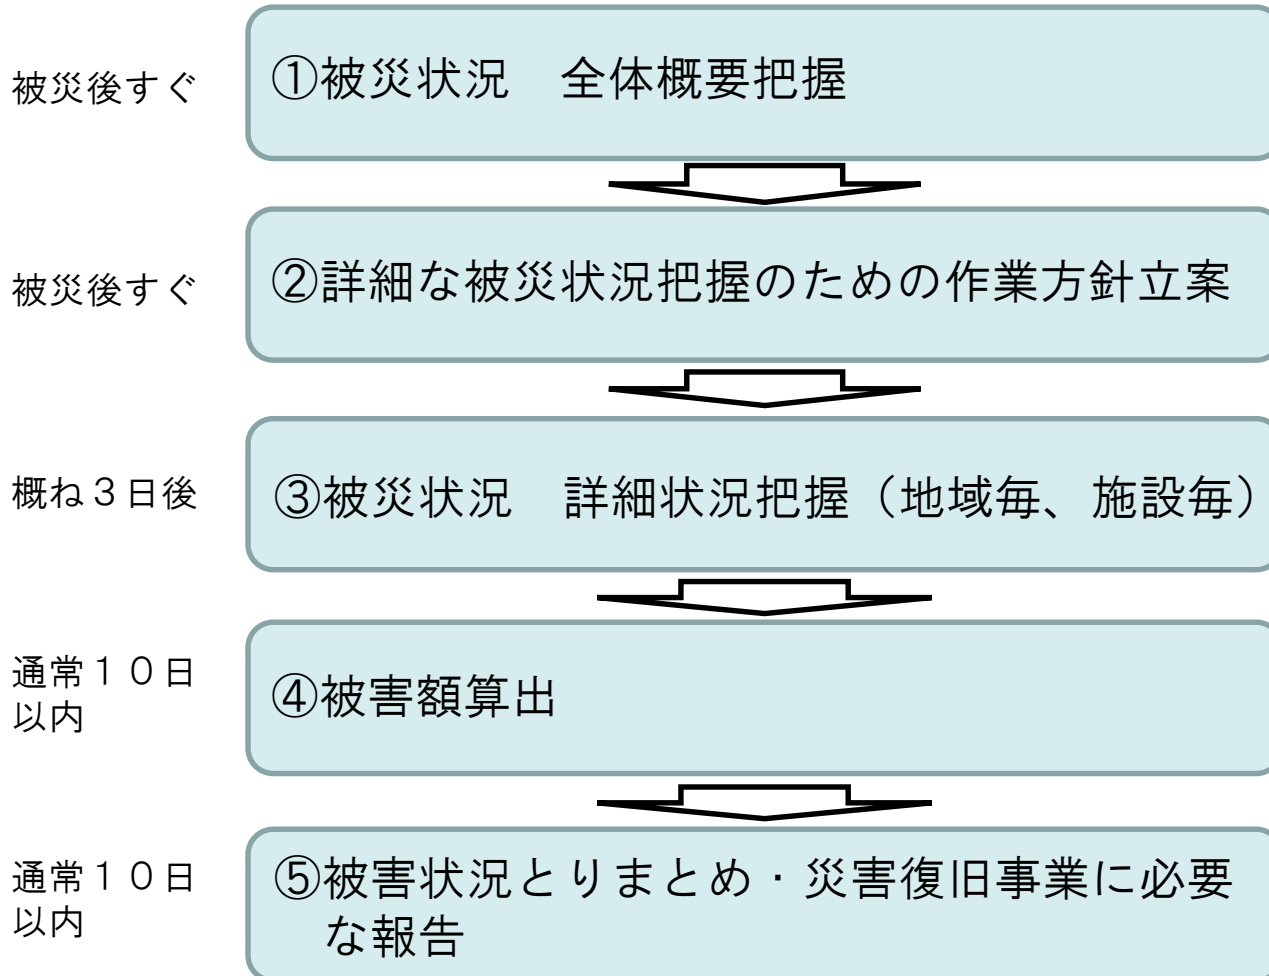 被災後すぐ
①被災状況　全体概要把握
被災後すぐ
②詳細な被災状況把握のための作業方針立案
概ね３日後
③被災状況　詳細状況把握（地域毎、施設毎）
通常１０日
以内
④被害額算出
通常１０日
以内
⑤被害状況とりまとめ・災害復旧事業に必要
な報告